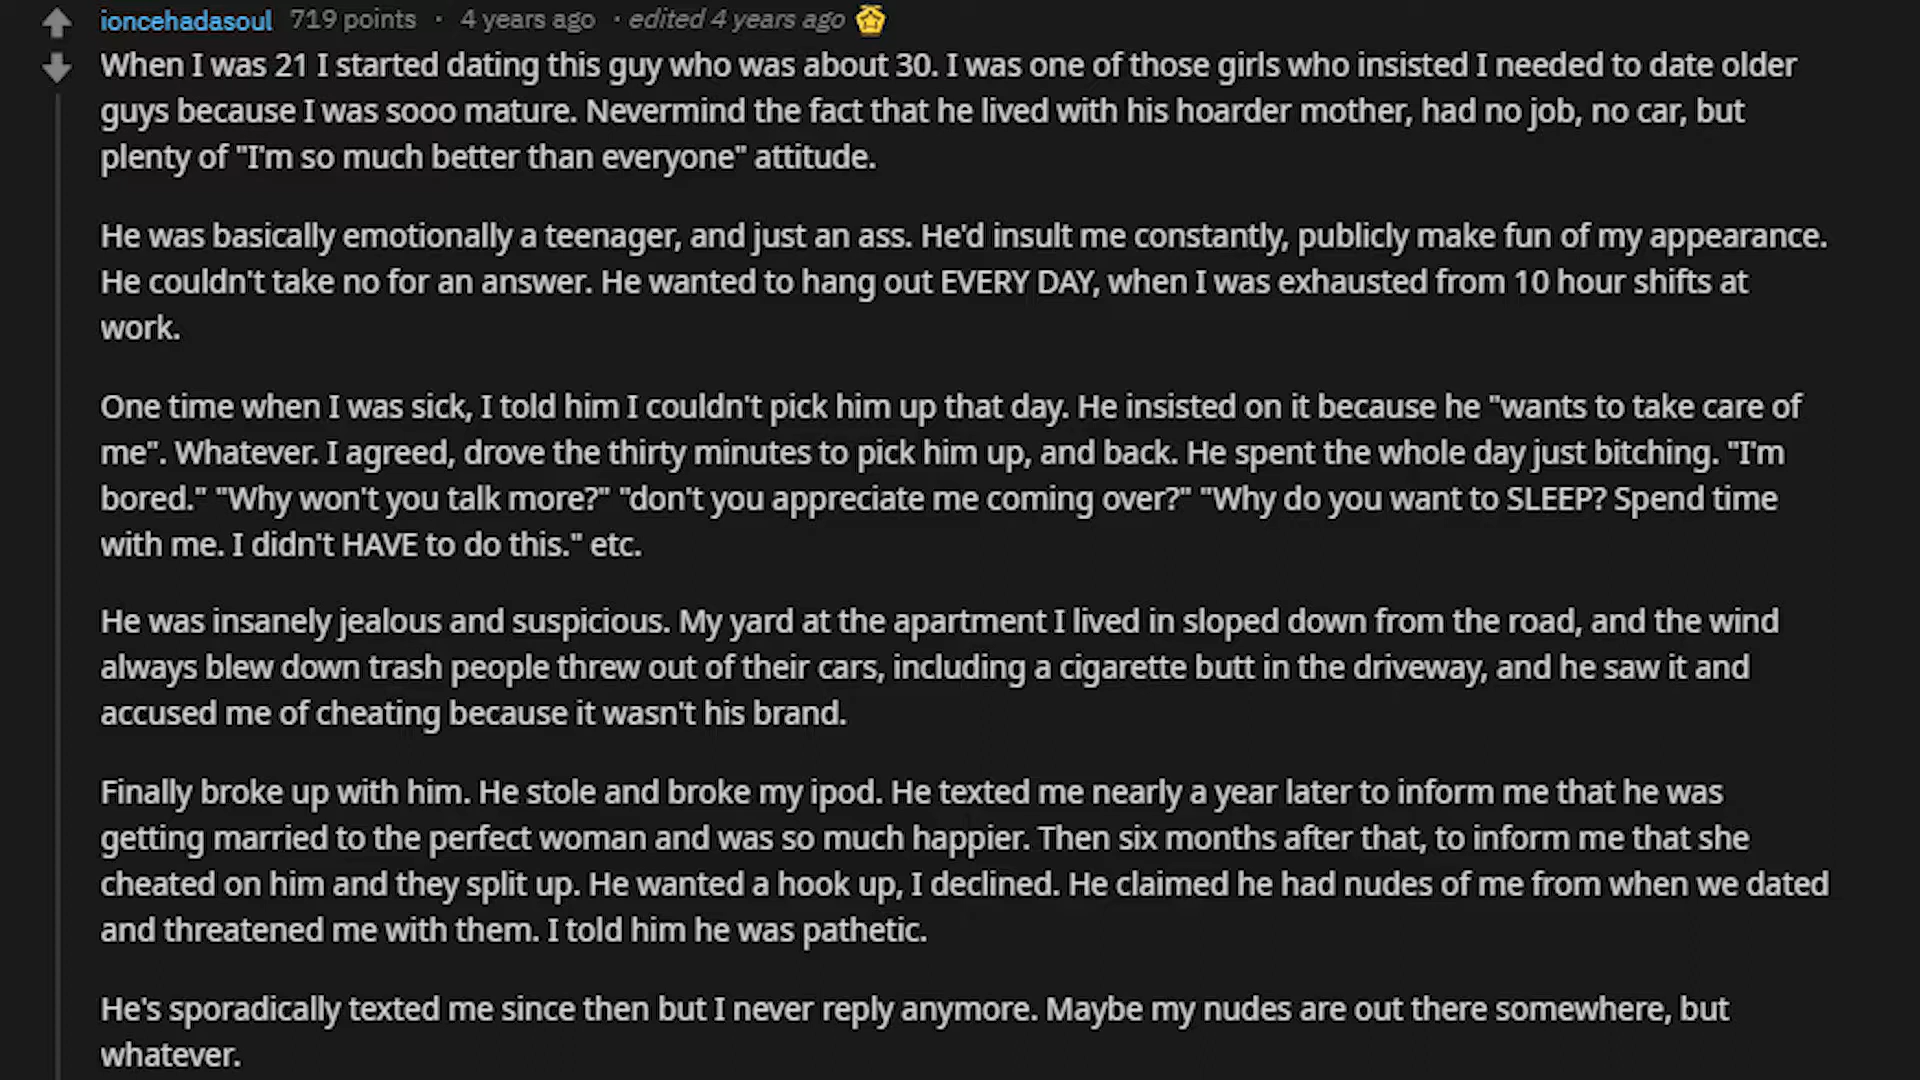 ioncehadasoul 719 points · 4 years ago · edited 4 years ago
When I was 21 I started dating this guy who was about 30. I was one of those girls who insisted I needed to date older
guys because I was sooo mature. Nevermind the fact that he lived with his hoarder mother, had no job, no car, but
plenty of "I'm so much better than everyone" attitude.
He was basically emotionally a teenager, and just an ass. He'd insult me constantly, publicly make fun of my appearance.
He couldn't take no for an answer. He wanted to hang out EVERY DAY, when I was exhausted from 10 hour shifts at
work.
One time when I was sick, I told him I couldn't pick him up that day. He insisted on it because he "wants to take care of
me". Whatever. I agreed, drove the thirty minutes to pick him up, and back. He spent the whole day just bitching. "I'm
bored." "Why won't you talk more?" "don't you appreciate me coming over?" "Why do you want to SLEEP? Spend time
with me. I didn't HAVE to do this." etc.
He was insanely jealous and suspicious. My yard at the apartment I lived in sloped down from the road, and the wind
always blew down trash people threw out of their cars, including a cigarette butt in the driveway, and he saw it and
accused me of cheating because it wasn't his brand.
Finally broke up with him. He stole and broke my ipod. He texted me nearly a year later to inform me that he was
getting married to the perfect woman and was so much happier. Then six months after that, to inform me that she
cheated on him and they split up. He wanted a hook up, I declined. He claimed he had nudes of me from when we dated
and threatened me with them. I told him he was pathetic.
He's sporadically texted me since then but I never reply anymore. Maybe my nudes are out there somewhere, but
whatever.